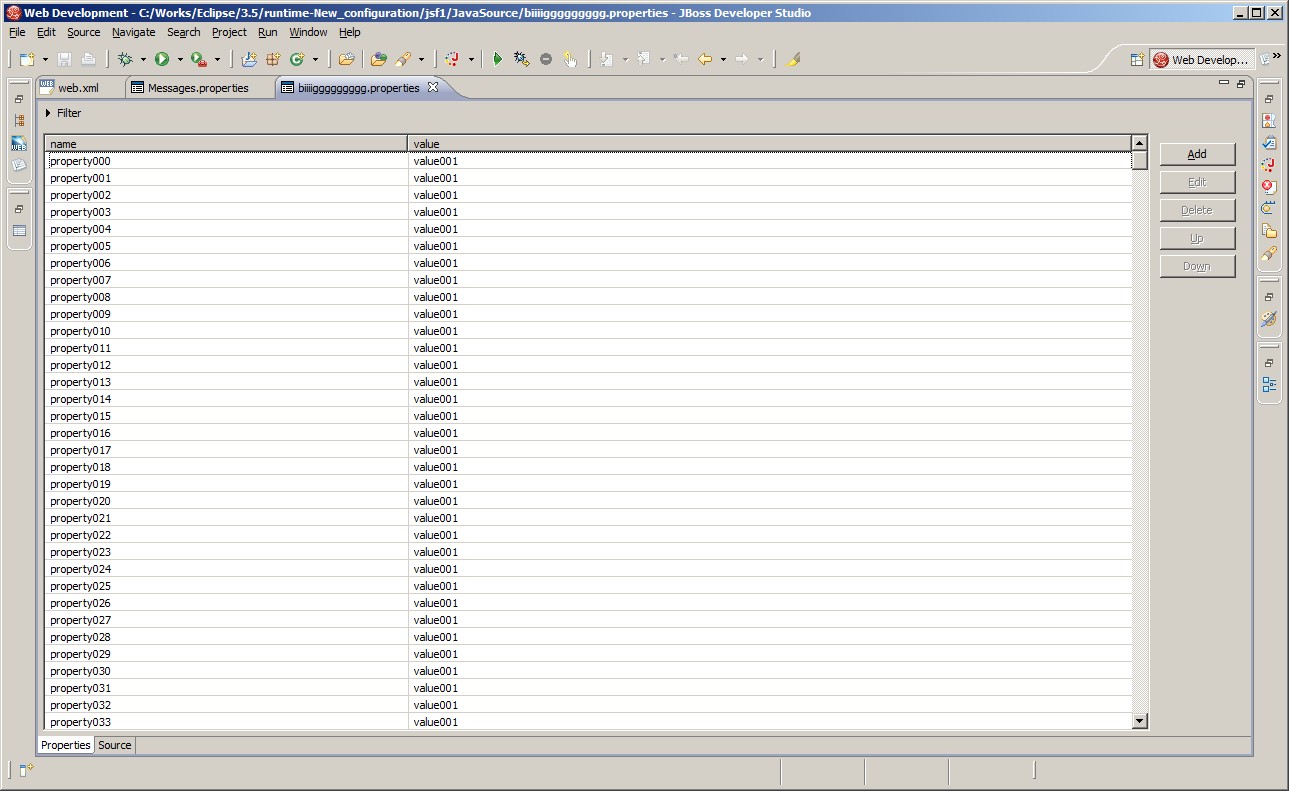 Web Development - C:/Works/Eclipse/3.5/runtime-New_configuration/jsf1/JavaSource/biiiiggggggggg.properties - JBoss Developer Studio
File Edit Source Navigate Search Project Run Window Help
Web Develop...
web.xml Messages.properties biiiiggggggggg.properties
Filter
name value
property000 value001
property001 value001
property002 value001
property003 value001
property004 value001
property005 value001
property006 value001
property007 value001
property008 value001
property009 value001
property010 value001
property011 value001
property012 value001
property013 value001
property014 value001
property015 value001
property016 value001
property017 value001
property018 value001
property019 value001
property020 value001
property021 value001
property022 value001
property023 value001
property024 value001
property025 value001
property026 value001
property027 value001
property028 value001
property029 value001
property030 value001
property031 value001
property032 value001
property033 value001
Add
Edit
Delete
Up
Down
Properties Source